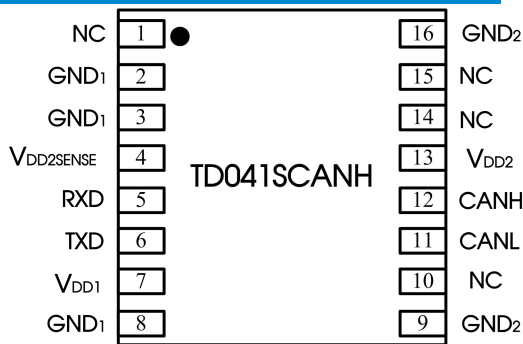 NC 1 16 GND2
GND1 2 15 NC
GND1 3 14 NC
VDD2SENSE 4 13 VDD2
TD041SCANH
RXD 5 12 CANH
TXD 6 11 CANL
VDD1 7 10 NC
GND1 8 9 GND2